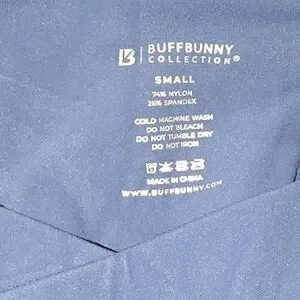 BUFFBUNNY
COLLECTION®
SMALL
74% NYLON
26% SPANDEX
COLD MACHINE WASH
DO NOT BLEACH
DO NOT TUMBLE DRY
DO NOT IRON
MADE IN CHINA
WWW.BUFFBUNNY.COM